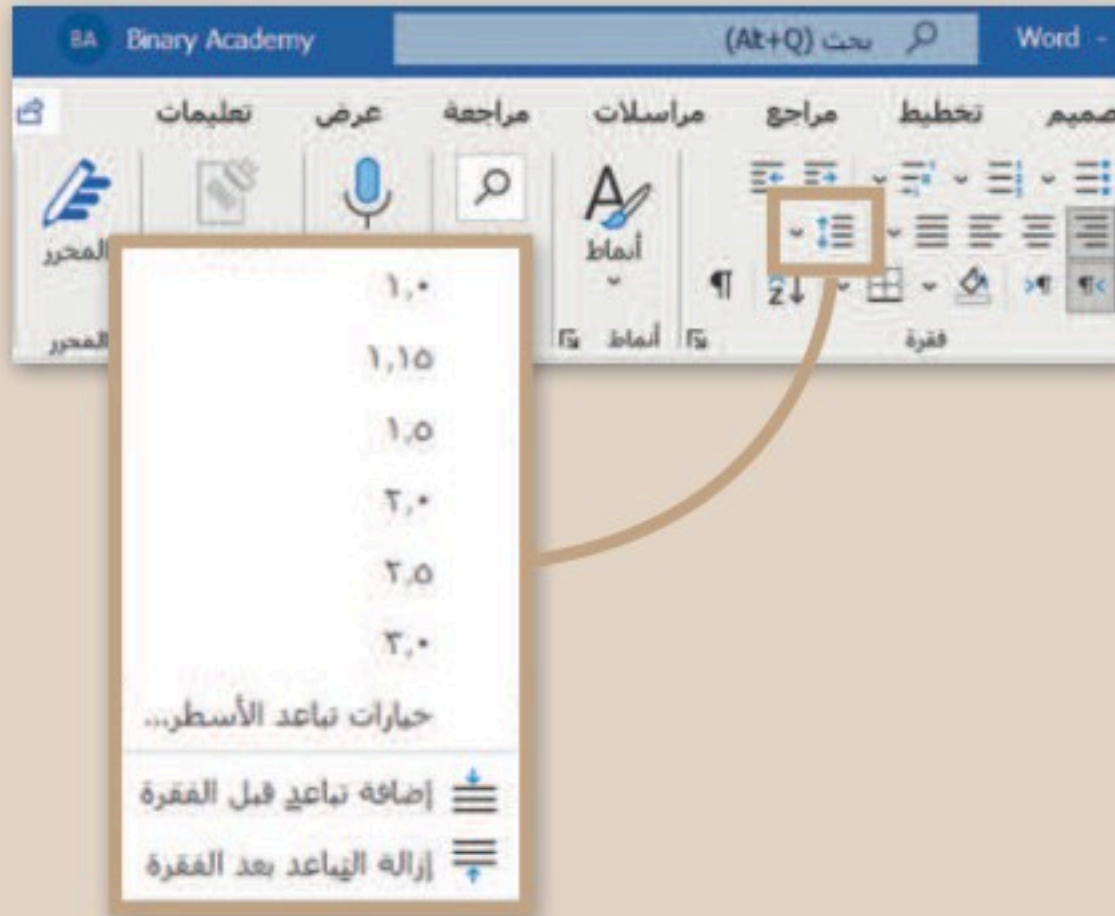 Word - بحث (Alt+Q) Binary Academy BA
صميم تخطيط مراجع مراسلات مراجعة عرض تعليمات
أنماط
المحرر
فقرة
أنماط
المحرر
١,٠
١,١٥
١,٥
٢,٠
٢,٥
٣,٠
خيارات تباعد الأسطر...
إضافة تباعد قبل الفقرة
إزالة التباعد بعد الفقرة